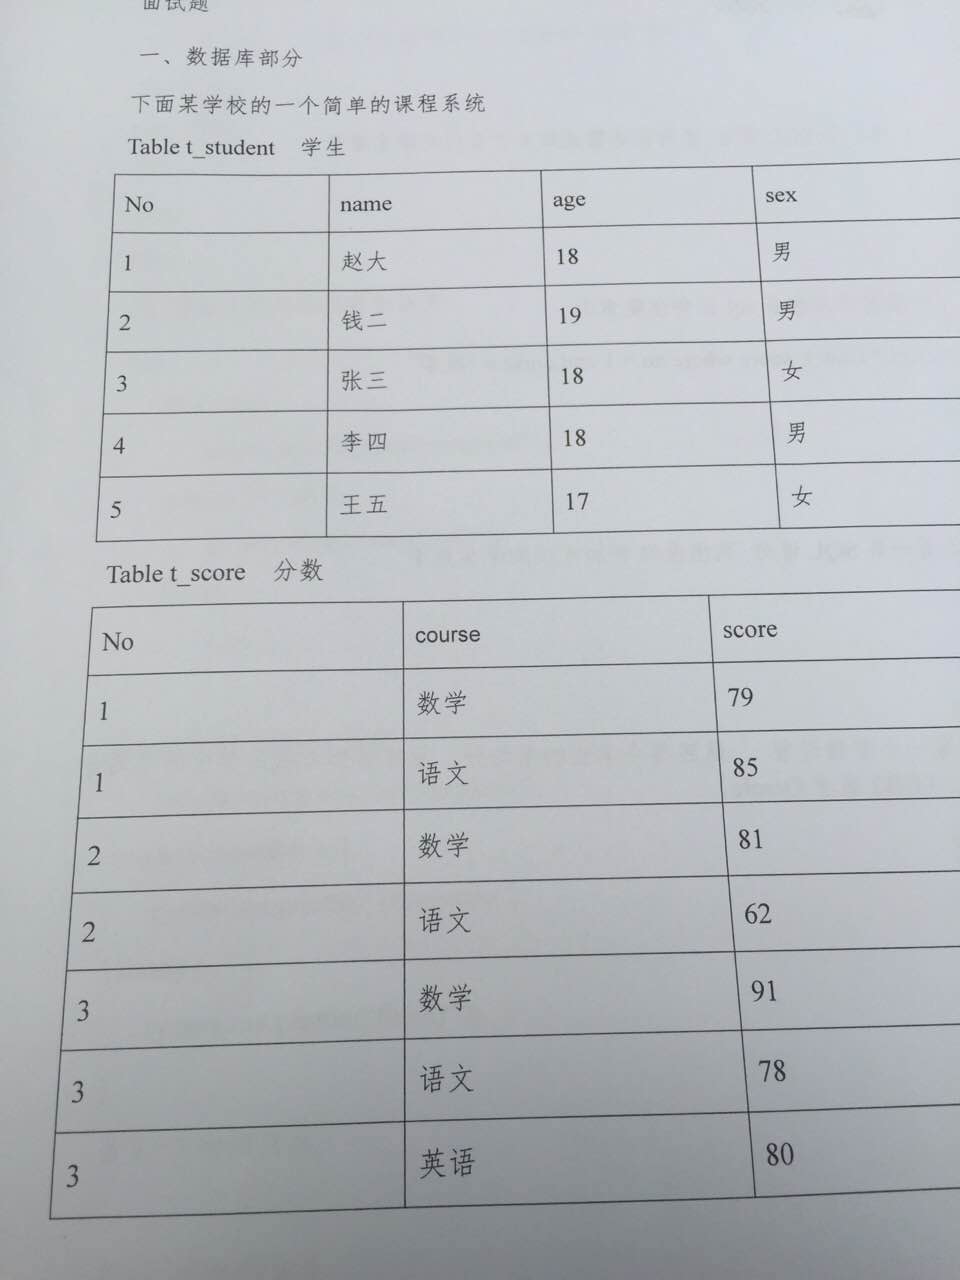 面试题
一、数据库部分
下面某学校的一个简单的课程系统
Table t_student 学生
No name age sex
1 赵大 18 男
2 钱二 19 男
3 张三 18 女
4 李四 18 男
5 王五 17 女
Table t_score 分数
No course score
1 数学 79
1 语文 85
2 数学 81
2 语文 62
3 数学 91
3 语文 78
3 英语 80